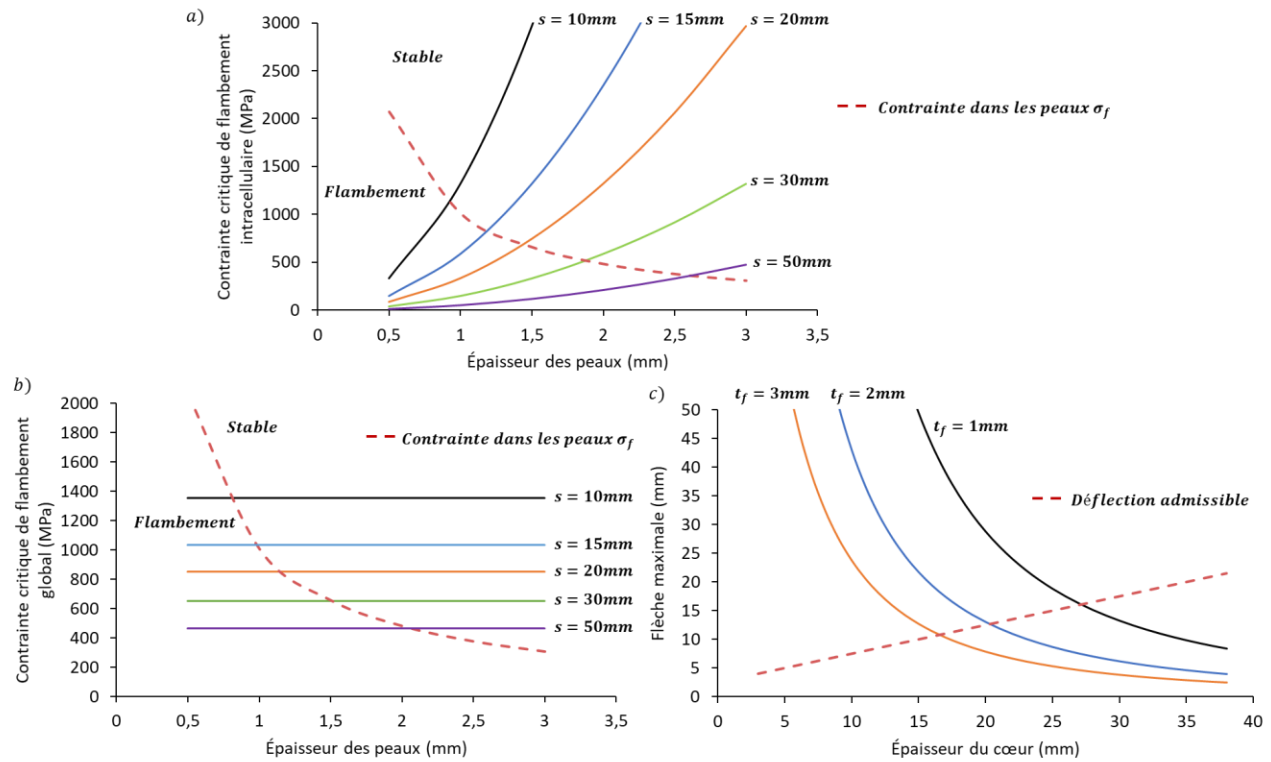 a)
Contrainte critique de flambement
intracellulaire (MPa)
3000
2500
2000
1500
1000
500
0
Stable
Flambement
s = 10mm
s = 15mm
s = 20mm
s = 30mm
s = 50mm
Contrainte dans les peaux σf
0
0,5
1
1,5
2
2,5
3
3,5
Épaisseur des peaux (mm)
b)
Contrainte critique de flambement
global (MPa)
2000
1800
1600
1400
1200
1000
800
600
400
200
0
Stable
Flambement
Contrainte dans les peaux σf
s = 10mm
s = 15mm
s = 20mm
s = 30mm
s = 50mm
0
0,5
1
1,5
2
2,5
3
3,5
Épaisseur des peaux (mm)
c)
Flèche maximale (mm)
50
45
40
35
30
25
20
15
10
5
0
tf = 3mm
tf = 2mm
tf = 1mm
Déflection admissible
0
5
10
15
20
25
30
35
40
Épaisseur du cœur (mm)